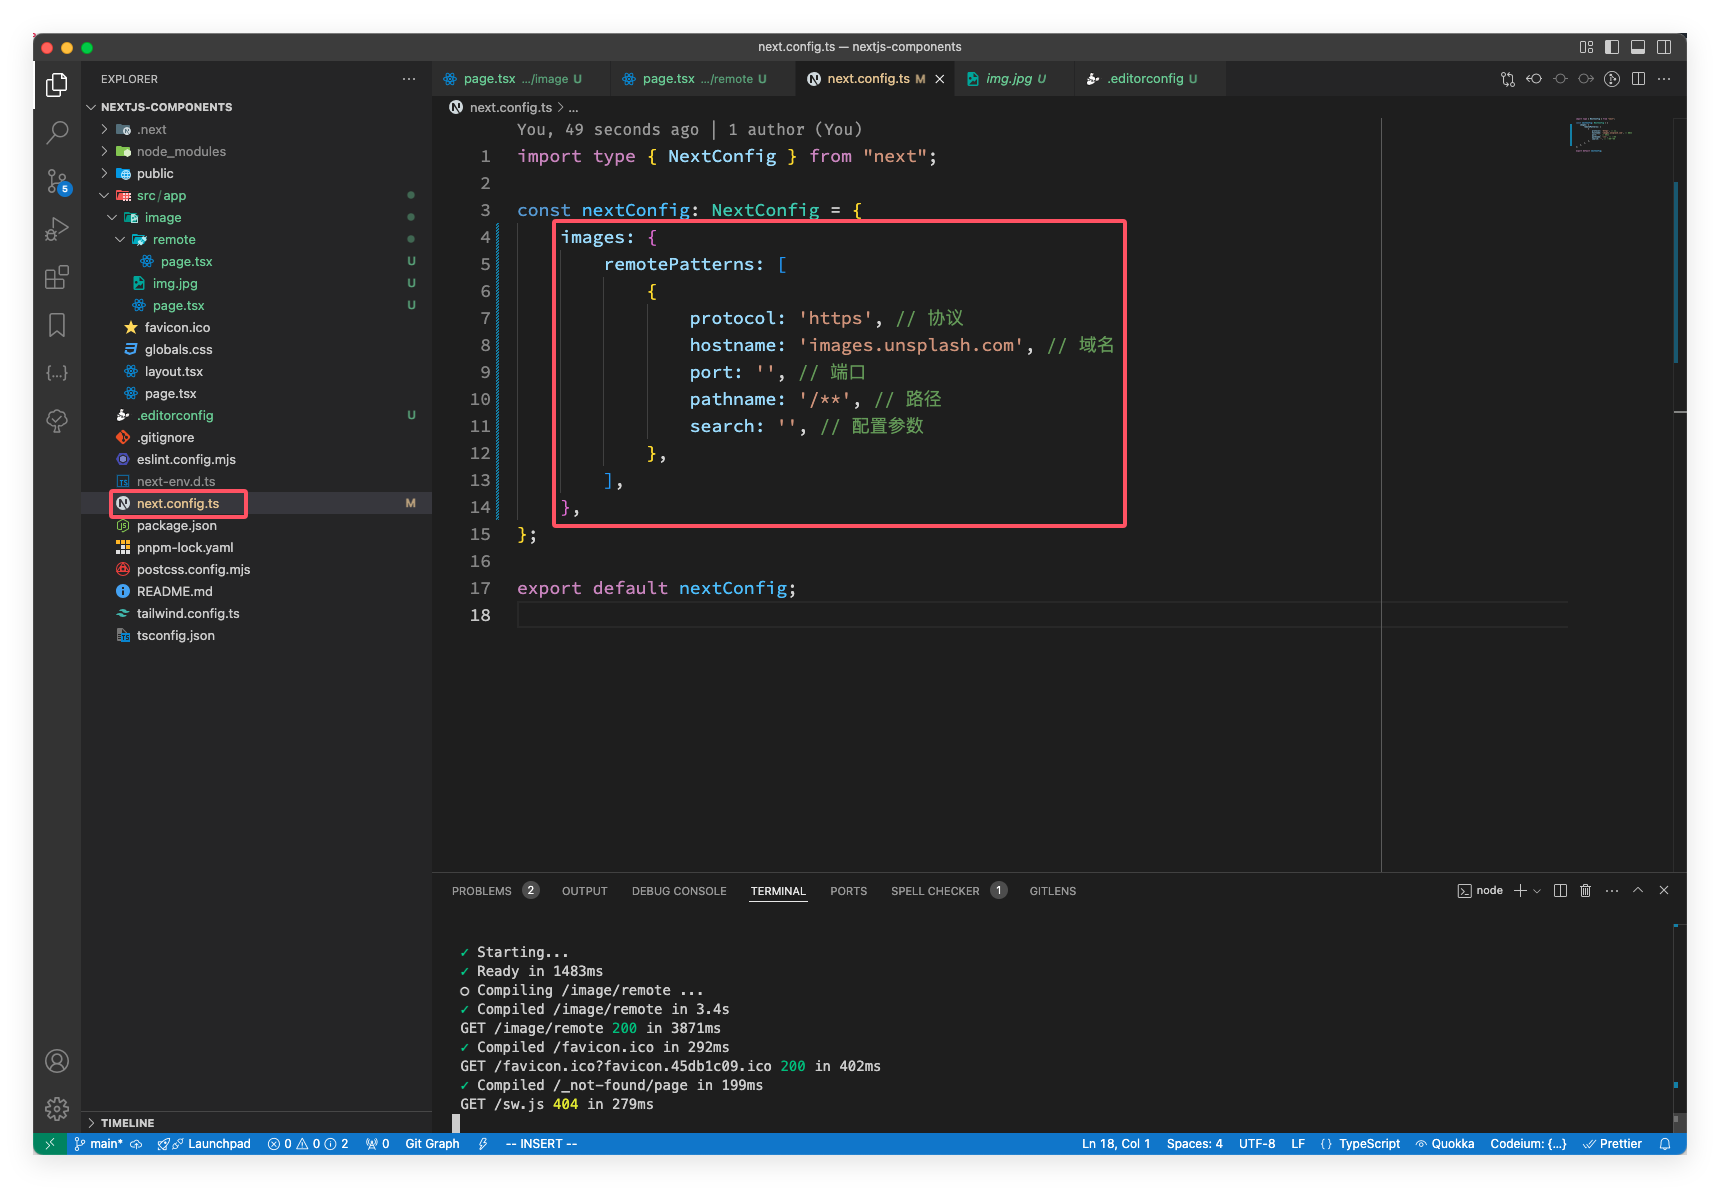 next.config.ts — nextjs-components
EXPLORER
NEXTJS-COMPONENTS
.next
node_modules
public
src/app
image
remote
page.tsx U
img.jpg U
page.tsx U
favicon.ico
globals.css
layout.tsx
page.tsx
.editorconfig U
.gitignore
eslint.config.mjs
next-env.d.ts
next.config.ts M
package.json
pnpm-lock.yaml
postcss.config.mjs
README.md
tailwind.config.ts
tsconfig.json
TIMELINE
5
page.tsx .../image U
page.tsx .../remote U
next.config.ts M
img.jpg U
.editorconfig U
next.config.ts > ...
You, 49 seconds ago | 1 author (You)
1 import type { NextConfig } from "next";
2
3 const nextConfig: NextConfig = {
4 images: {
5 remotePatterns: [
6 {
7 protocol: 'https', // 协议
8 hostname: 'images.unsplash.com', // 域名
9 port: '', // 端口
10 pathname: '/**', // 路径
11 search: '', // 配置参数
12 },
13 ],
14 },
15 };
16
17 export default nextConfig;
18
PROBLEMS 2 OUTPUT DEBUG CONSOLE TERMINAL PORTS SPELL CHECKER 1 GITLENS
node
✓ Starting...
✓ Ready in 1483ms
○ Compiling /image/remote ...
✓ Compiled /image/remote in 3.4s
GET /image/remote 200 in 3871ms
✓ Compiled /favicon.ico in 292ms
GET /favicon.ico?favicon.45db1c09.ico 200 in 402ms
✓ Compiled /_not-found/page in 199ms
GET /sw.js 404 in 279ms
main* Launchpad 0 0 2 0 Git Graph -- INSERT -- Ln 18, Col 1 Spaces: 4 UTF-8 LF {} TypeScript Quokka Codeium: {...} Prettier